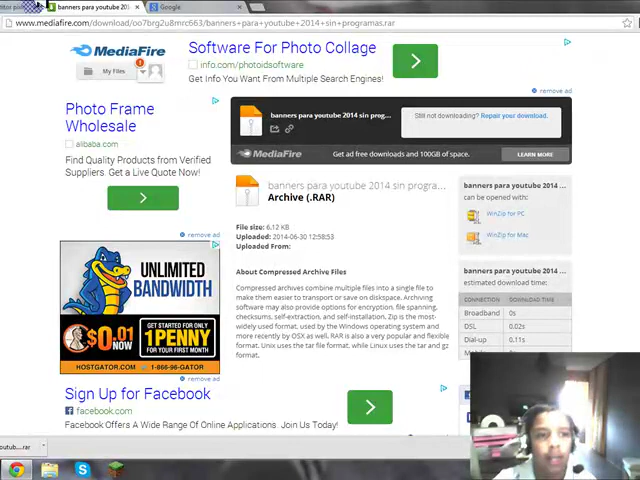 banners para youtube 2014
Google
www.mediafire.com/download/oo7brg2u8mrc663/banners+para+youtube+2014+sin+programas.rar
MediaFire
My Files
1
Software For Photo Collage
info.com/photoidsoftware
Get Info You Want From Multiple Search Engines!
remove ad
Photo Frame
Wholesale
alibaba.com
Find Quality Products from Verified
Suppliers. Get a Live Quote Now!
remove ad
banners para youtube 2014 sin prog...
Still not downloading? Repair your download.
MediaFire
Get ad free downloads and 100GB of space.
LEARN MORE
banners para youtube 2014 sin progra...
Archive (.RAR)
File size: 6.12 KB
Uploaded: 2014-06-30 12:58:53
Uploaded From:
About Compressed Archive Files
Compressed archives combine multiple files into a single file to
make them easier to transport or save on diskspace. Archiving
software may also provide options for encryption, file spanning,
checksums, self-extraction, and self-installation. Zip is the most-
widely used format, used by the Windows operating system and
more recently by OSX as well. RAR is also a very popular and flexible
format. Unix uses the tar file format, while Linux uses the tar and gz
format.
banners para youtube 2014 ...
can be opened with:
WinZip for PC
WinZip for Mac
banners para youtube 2014 ...
estimated download time:
CONNECTION DOWNLOAD TIME
Broadband 0s
DSL 0.02s
Dial-up 0.11s
UNLIMITED
BANDWIDTH
$0.01
NOW
GET STARTED FOR ONLY
1 PENNY
FOR YOUR FIRST MONTH
HOSTGATOR.COM 1-866-96-GATOR
remove ad
Sign Up for Facebook
facebook.com
Facebook Offers A Wide Range Of Online Applications. Join Us Today!